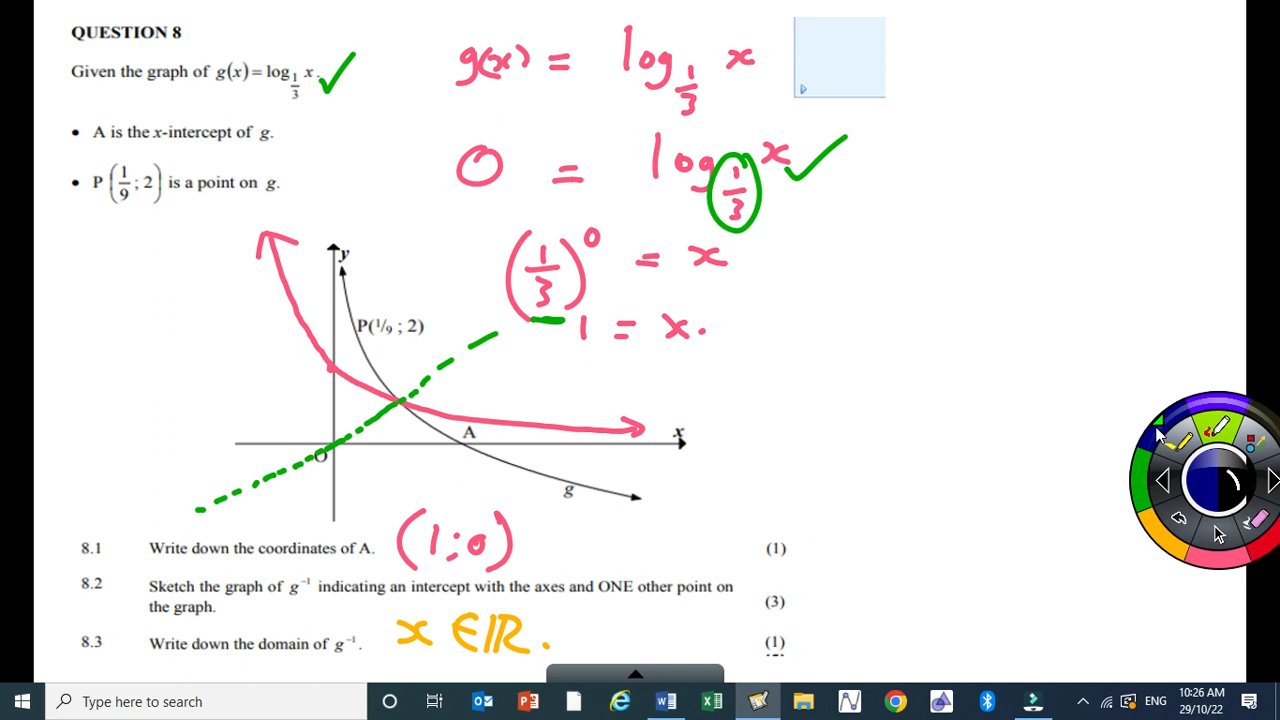 QUESTION 8
Given the graph of g(x) = log_{1/3} x.
• A is the x-intercept of g.
• P (1/9 ; 2) is a point on g.
g(x) = log_{1/3} x
0 = log_{1/3} x
(1/3)^0 = x
1 = x.
y
P(1/9 ; 2)
A
x
O
g
8.1 Write down the coordinates of A. (1;0) (1)
8.2 Sketch the graph of g⁻¹ indicating an intercept with the axes and ONE other point on
the graph. (3)
8.3 Write down the domain of g⁻¹. x ∈ ℝ. (1)
Type here to search
ENG
10:26 AM
29/10/22